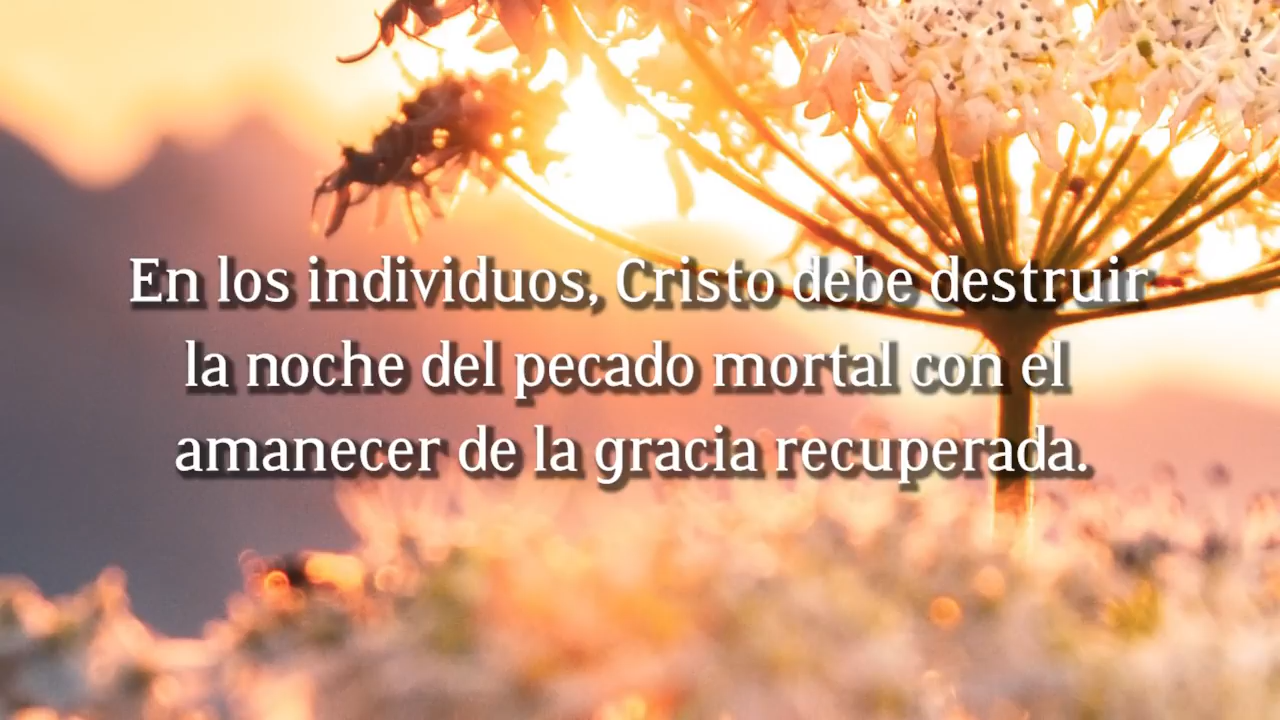 En los individuos, Cristo debe destruir
la noche del pecado mortal con el
amanecer de la gracia recuperada.